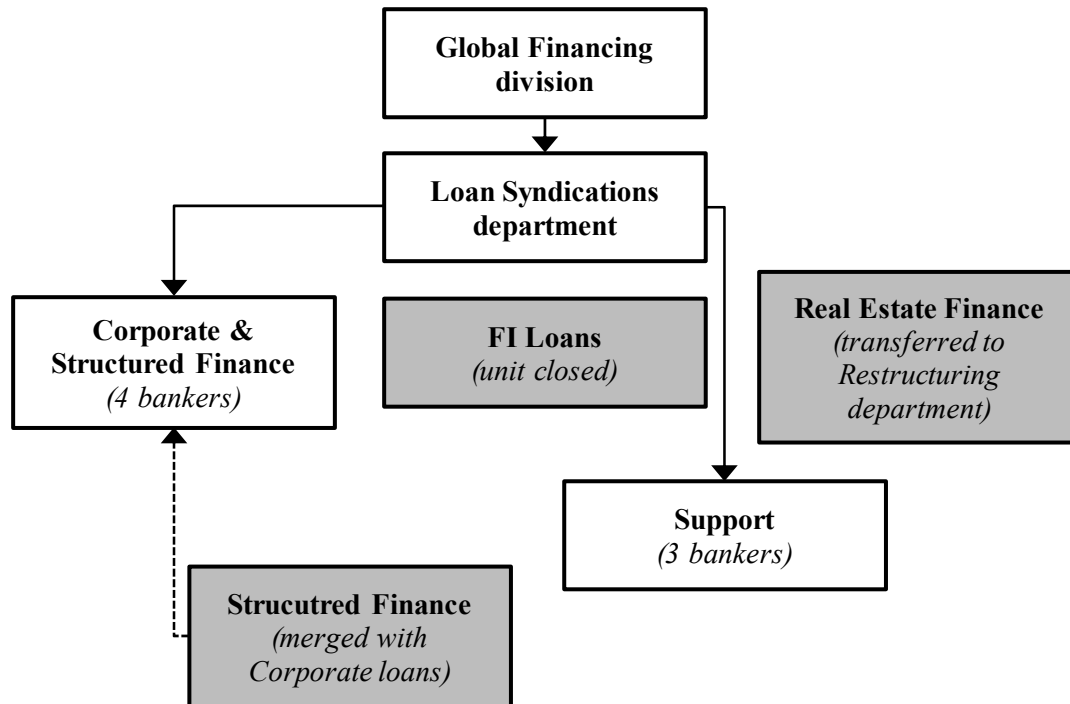 Global Financing
division
Loan Syndications
department
Corporate &
Structured Finance
(4 bankers)
FI Loans
(unit closed)
Real Estate Finance
(transferred to
Restructuring
department)
Support
(3 bankers)
Strucutred Finance
(merged with
Corporate loans)